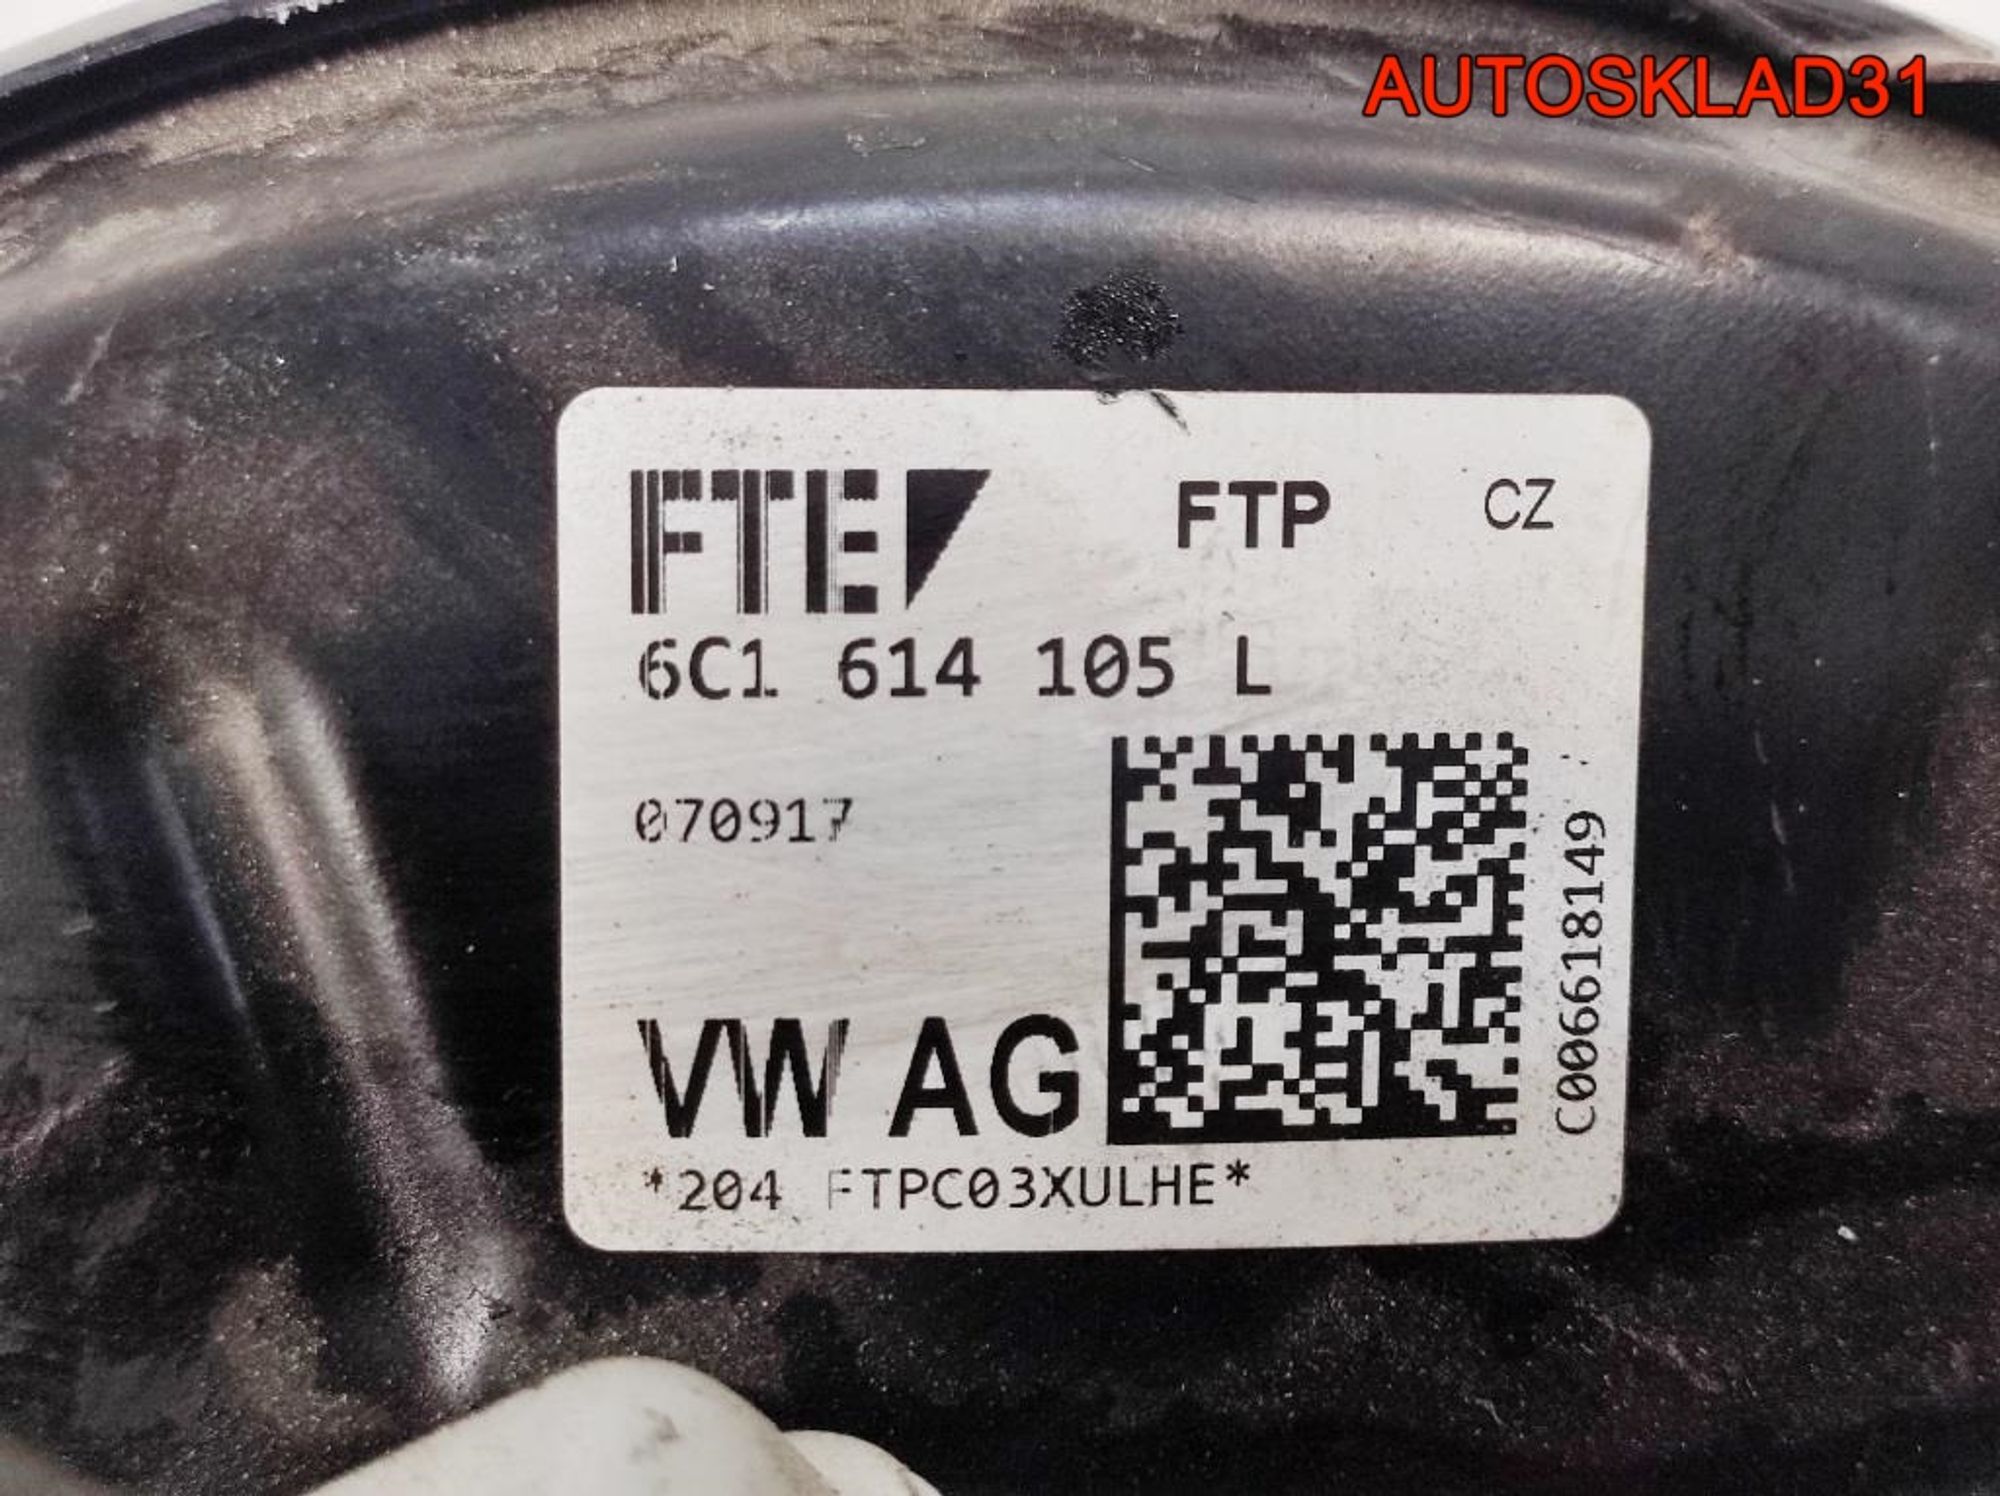 AUTOSKLAD31
FTE FTP CZ
6C1 614 105 L
070917
C006618149
VW AG
*204 FTPC03XULHE*